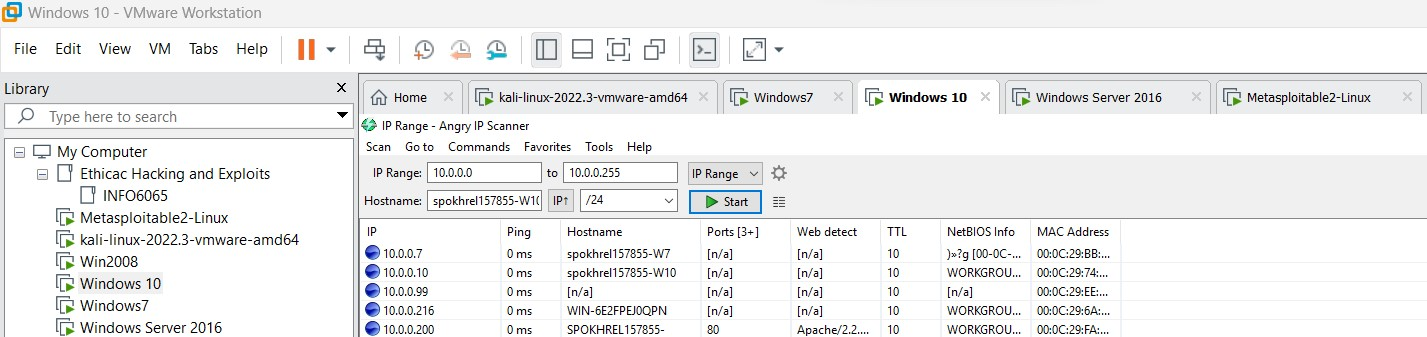 Windows 10 - VMware Workstation
File Edit View VM Tabs Help
Library
Type here to search
My Computer
Ethicac Hacking and Exploits
INFO6065
Metasploitable2-Linux
kali-linux-2022.3-vmware-amd64
Win2008
Windows 10
Windows7
Windows Server 2016
Home kali-linux-2022.3-vmware-amd64 Windows7 Windows 10 Windows Server 2016 Metasploitable2-Linux
IP Range - Angry IP Scanner
Scan Go to Commands Favorites Tools Help
IP Range: 10.0.0.0 to 10.0.0.255 IP Range
Hostname: spokhrel157855-W10 IP↑ /24 Start
IP Ping Hostname Ports [3+] Web detect TTL NetBIOS Info MAC Address
10.0.0.7 0 ms spokhrel157855-W7 [n/a] [n/a] 10 )»?g [00-0C-... 00:0C:29:BB:...
10.0.0.10 0 ms spokhrel157855-W10 [n/a] [n/a] 10 WORKGROU... 00:0C:29:74:...
10.0.0.99 0 ms [n/a] [n/a] [n/a] 10 [n/a] 00:0C:29:EE:...
10.0.0.216 0 ms WIN-6E2FPEJ0QPN [n/a] [n/a] 10 WORKGROU... 00:0C:29:6A:...
10.0.0.200 0 ms SPOKHREL157855- 80 Apache/2.2.... 10 WORKGROU... 00:0C:29:FA:...